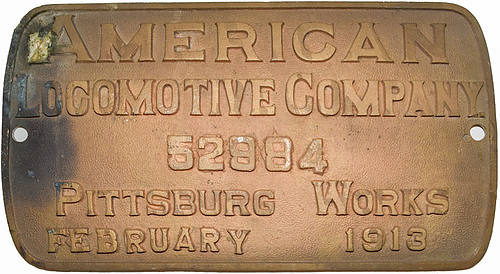 AMERICAN
LOCOMOTIVE COMPANY
52984
PITTSBURG WORKS
FEBRUARY 1913